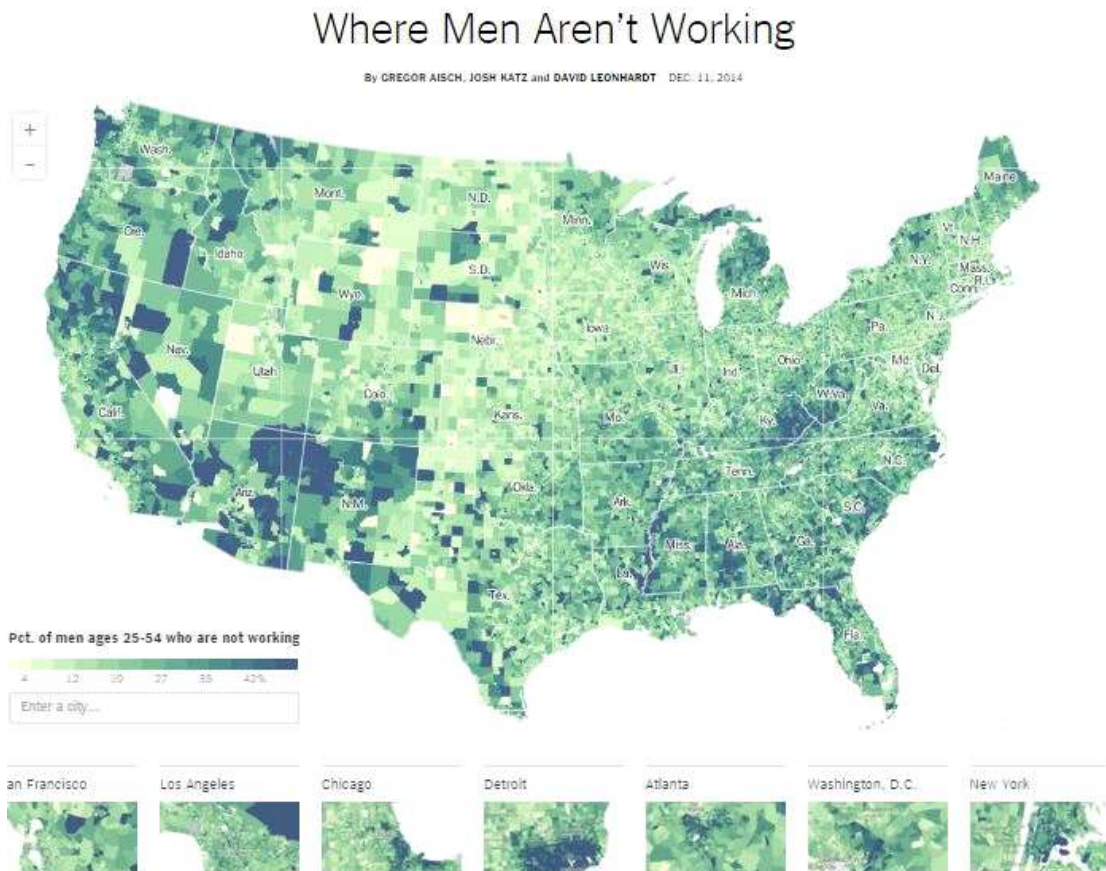 Where Men Aren't Working
By GREGOR AISCH, JOSH KATZ and DAVID LEONHARDT DEC. 11, 2014
+
−
Wash.
Maine
Mont.
N.D.
Minn.
Ore.
Vt.
N.H.
Idaho
N.Y.
Mass.
S.D.
Wis.
R.I.
Conn.
Wyo.
Mich.
N.J.
Iowa
Pa.
Nebr.
Nev.
Ohio
Md.
Del.
Utah
Ill.
Ind.
Colo.
W.Va.
Va.
Calif.
Kans.
Mo.
Ky.
N.C.
Tenn.
Ariz.
N.M.
Okla.
Ark.
S.C.
Miss.
Ala.
Ga.
La.
Tex.
Fla.
Pct. of men ages 25-54 who are not working
4 12 20 27 35 42%
Enter a city...
an Francisco Los Angeles Chicago Detroit Atlanta Washington, D.C. New York